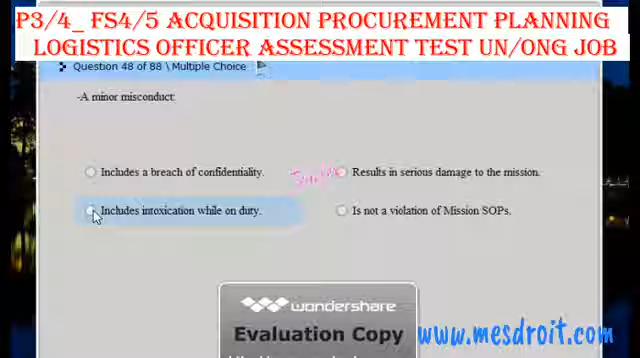 P3/4_ FS4/5 ACQUISITION PROCUREMENT PLANNING
LOGISTICS OFFICER ASSESSMENT TEST UN/ONG JOB
Question 48 of 88 \ Multiple Choice
-A minor misconduct:
Includes a breach of confidentiality.
Results in serious damage to the mission.
Includes intoxication while on duty.
Is not a violation of Mission SOPs.
wondershare
Evaluation Copy
www.mesdroit.com